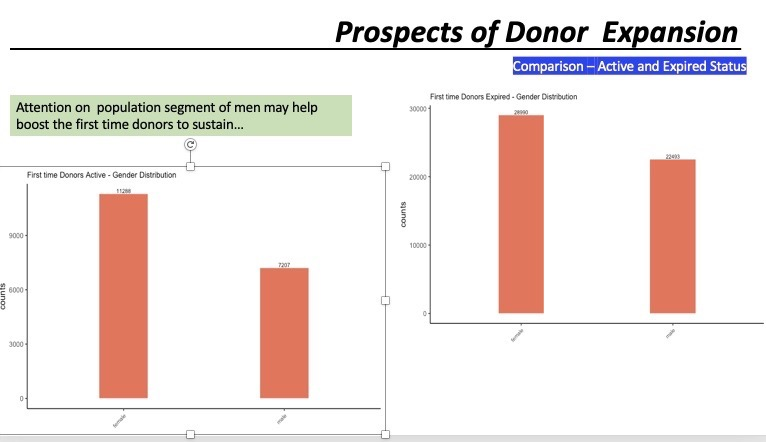 Prospects of Donor  Expansion
Comparison – Active and Expired Status
Attention on  population segment of men may help
boost the first time donors to sustain...
First time Donors Active - Gender Distribution
11288
7207
9000
6000
3000
0
counts
female
male
First time Donors Expired - Gender Distribution
28990
22493
30000
20000
10000
0
counts
female
male